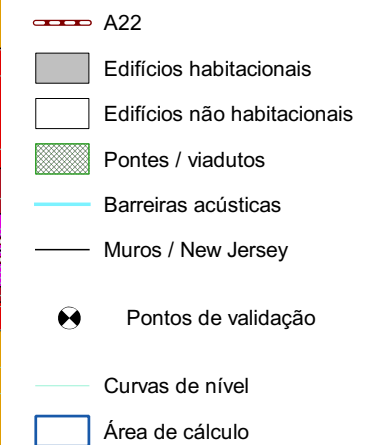 A22
Edifícios habitacionais
Edifícios não habitacionais
Pontes / viadutos
Barreiras acústicas
Muros / New Jersey
Pontos de validação
Curvas de nível
Área de cálculo